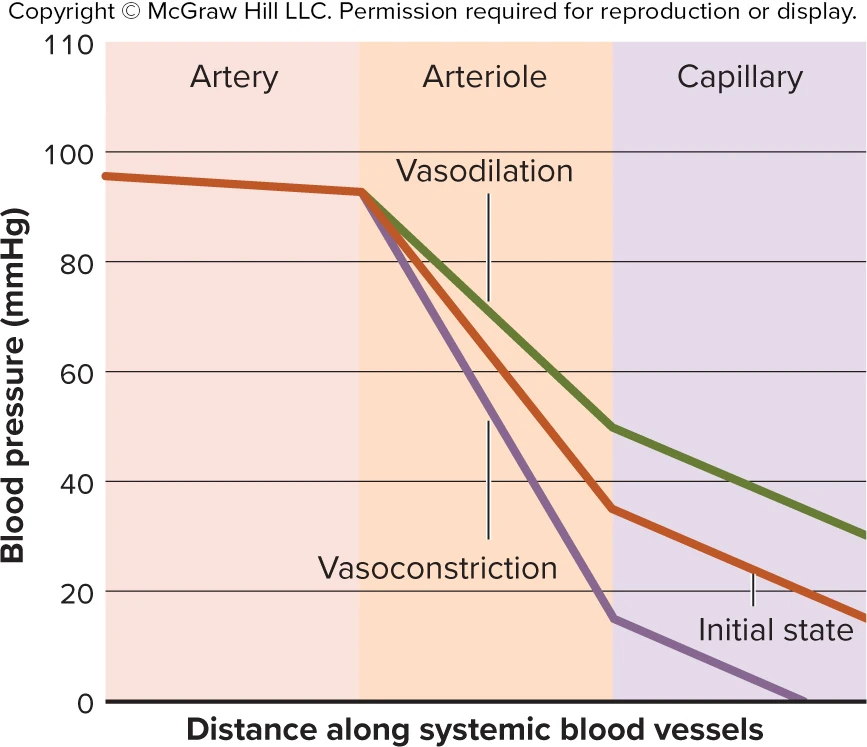 Copyright © McGraw Hill LLC. Permission required for reproduction or display.
110
Artery
Arteriole
Capillary
100
Vasodilation
80
60
40
Vasoconstriction
20
Initial state
0
Blood pressure (mmHg)
Distance along systemic blood vessels